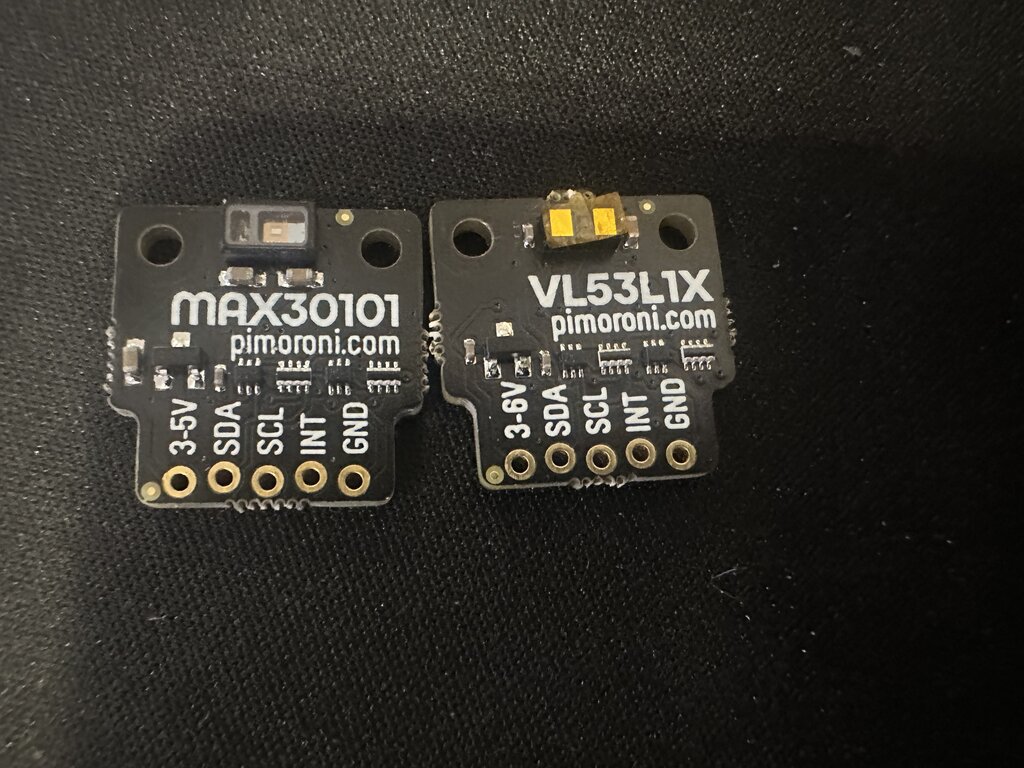 MAX30101
pimoroni.com
3-5V
SDA
SCL
INT
GND
VL53L1X
pimoroni.com
3-6V
SDA
SCL
INT
GND